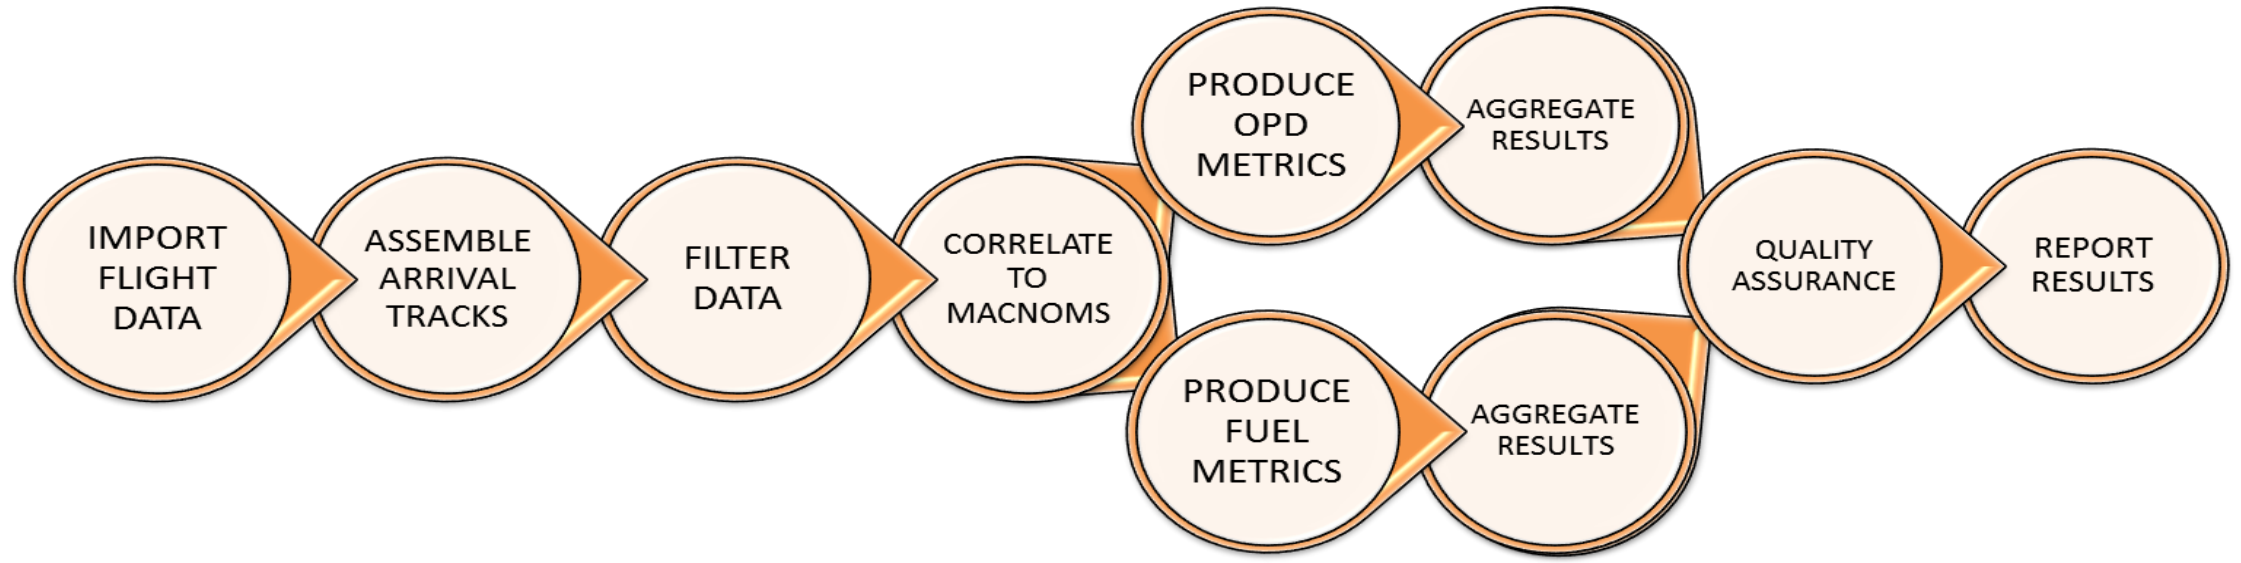 IMPORT
FLIGHT
DATA
ASSEMBLE
ARRIVAL
TRACKS
FILTER
DATA
CORRELATE
TO
MACNOMS
PRODUCE
OPD
METRICS
AGGREGATE
RESULTS
PRODUCE
FUEL
METRICS
AGGREGATE
RESULTS
QUALITY
ASSURANCE
REPORT
RESULTS